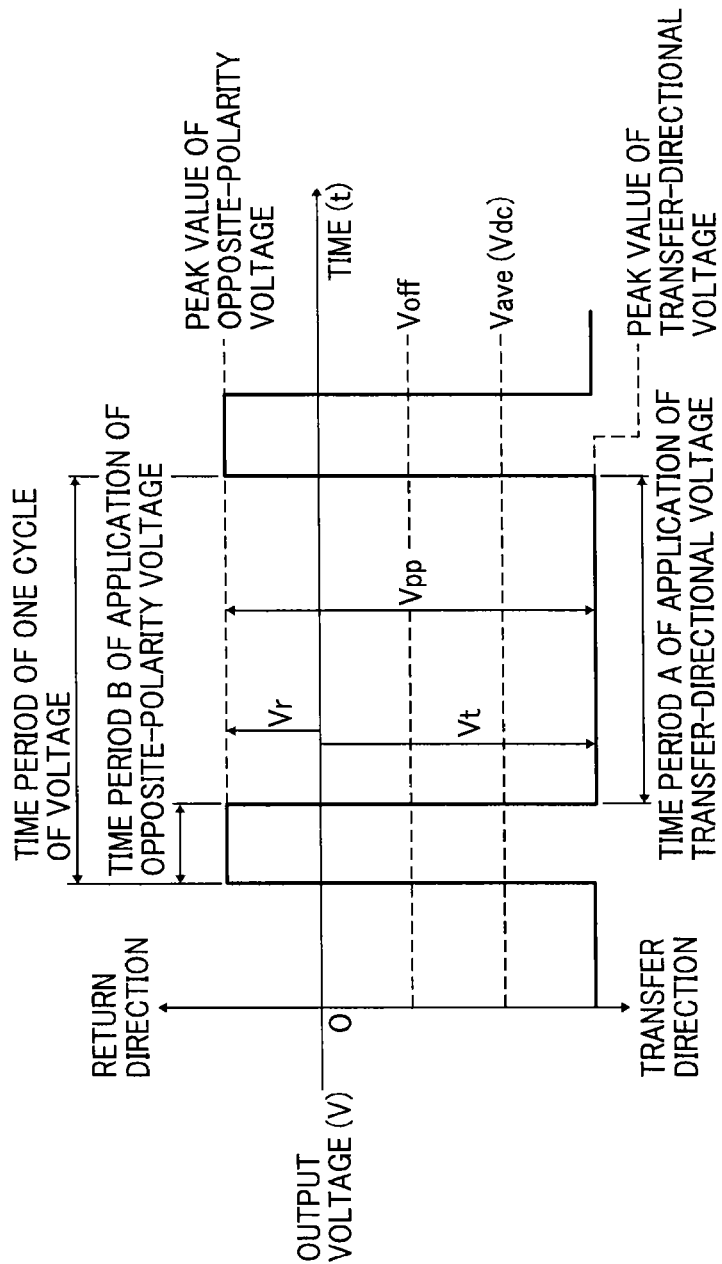 TIME PERIOD OF ONE CYCLE
OF VOLTAGE
TIME PERIOD B OF APPLICATION OF
OPPOSITE-POLARITY VOLTAGE
RETURN
DIRECTION
PEAK VALUE OF
OPPOSITE-POLARITY
VOLTAGE
Vr
OUTPUT
VOLTAGE (V)
O
TIME (t)
Vpp
Voff
Vt
Vave (Vdc)
TRANSFER
DIRECTION
TIME PERIOD A OF APPLICATION OF
TRANSFER-DIRECTIONAL VOLTAGE
PEAK VALUE OF
TRANSFER-DIRECTIONAL
VOLTAGE